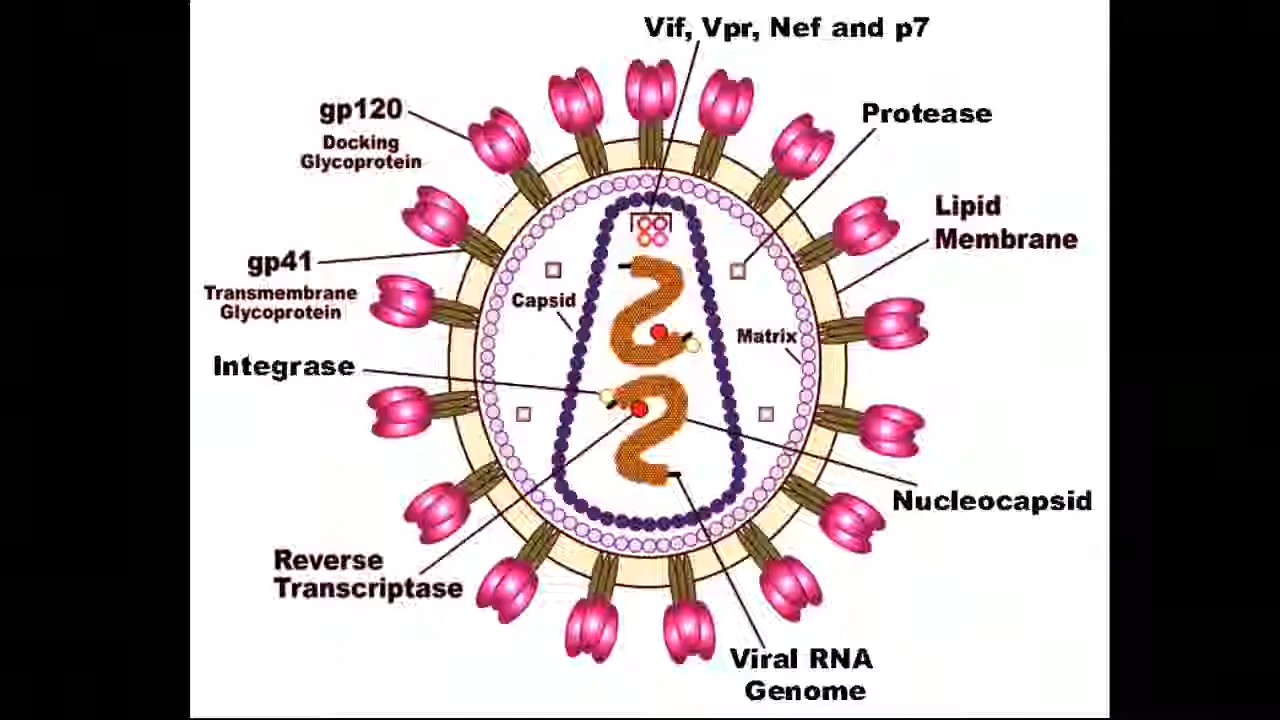 Vif, Vpr, Nef and p7
gp120
Docking
Glycoprotein
Protease
Lipid
Membrane
gp41
Transmembrane
Glycoprotein
Capsid
Matrix
Integrase
Nucleocapsid
Reverse
Transcriptase
Viral RNA
Genome